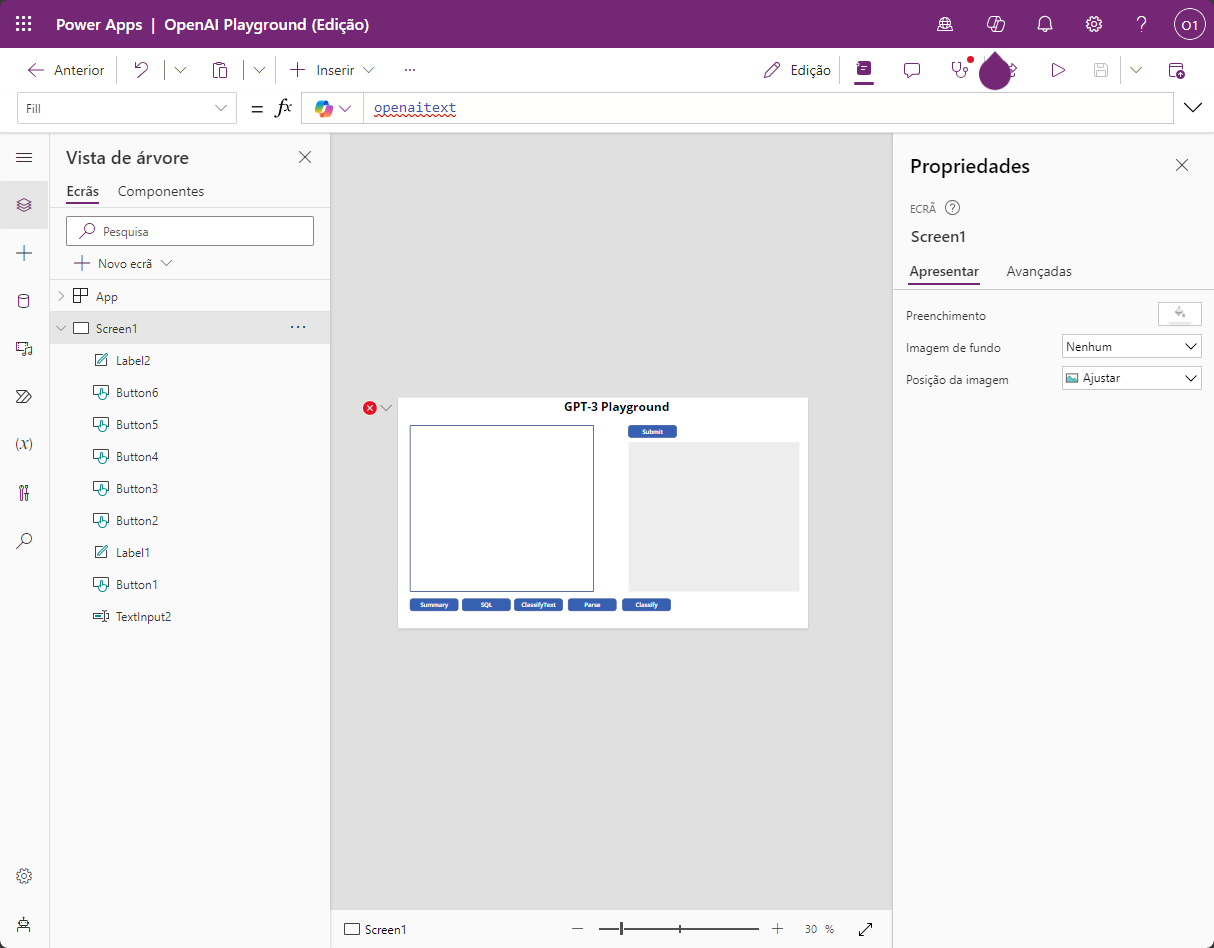 Power Apps | OpenAI Playground (Edição)
? O1
Anterior Inserir ... Edição
Fill = fx openaitext
Vista de árvore
Ecrãs Componentes
Pesquisa
Novo ecrã
App
Screen1 ...
Label2
Button6
Button5
Button4
Button3
Button2
Label1
Button1
TextInput2
(x)
GPT-3 Playground
Submit
Summary SQL ClassifyText Parse Classify
Screen1 30 %
Propriedades
ECRÃ ?
Screen1
Apresentar Avançadas
Preenchimento
Imagem de fundo Nenhum
Posição da imagem Ajustar